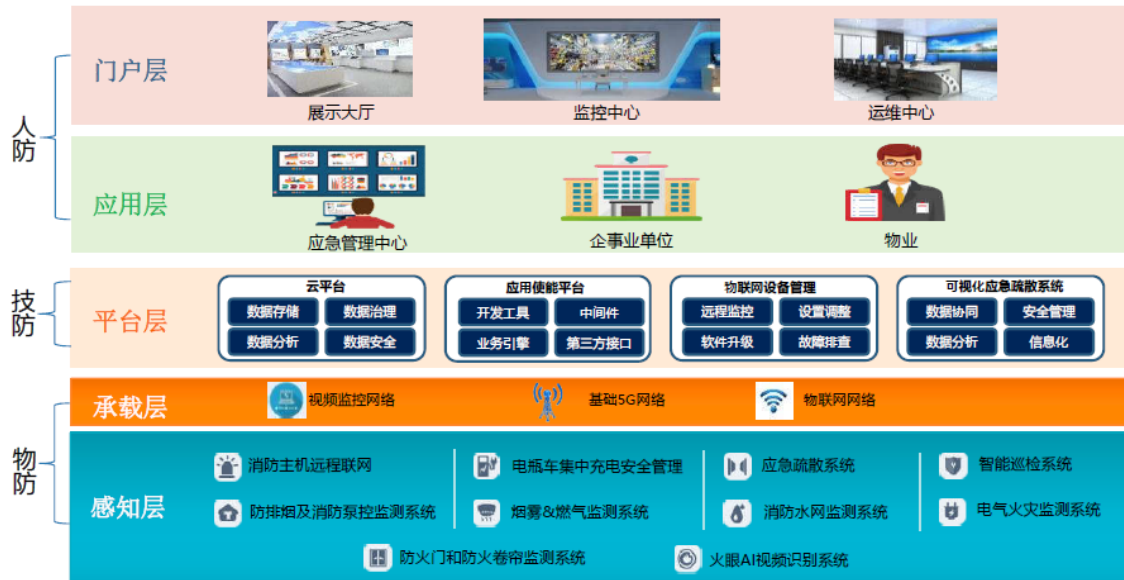 人防
门户层
展示大厅
监控中心
运维中心
应用层
应急管理中心
企事业单位
物业
技防
平台层
云平台
数据存储
数据治理
数据分析
数据安全
应用使能平台
开发工具
中间件
业务引擎
第三方接口
物联网设备管理
远程监控
设置调整
软件升级
故障排查
可视化应急疏散系统
数据协同
安全管理
数据分析
信息化
物防
承载层
视频监控网络
基础5G网络
物联网网络
感知层
消防主机远程联网
电瓶车集中充电安全管理
应急疏散系统
智能巡检系统
防排烟及消防泵控监测系统
烟雾&燃气监测系统
消防水网监测系统
电气火灾监测系统
防火门和防火卷帘监测系统
火眼AI视频识别系统